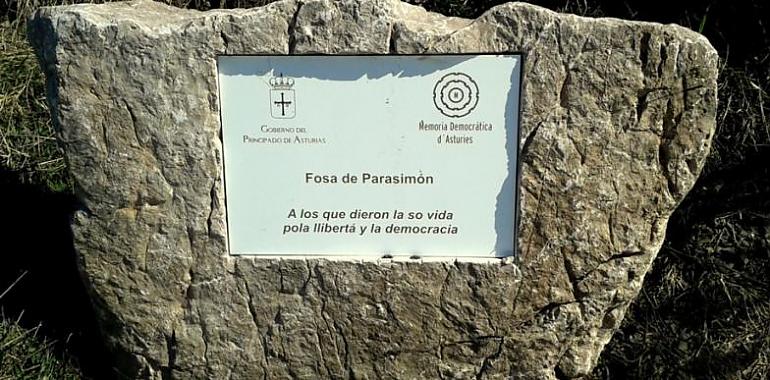 Gobierno del
Principado de Asturias
Memoria Democrática
d'Asturies
Fosa de Parasimón
A los que dieron la so vida
pola llibertá y la democracia